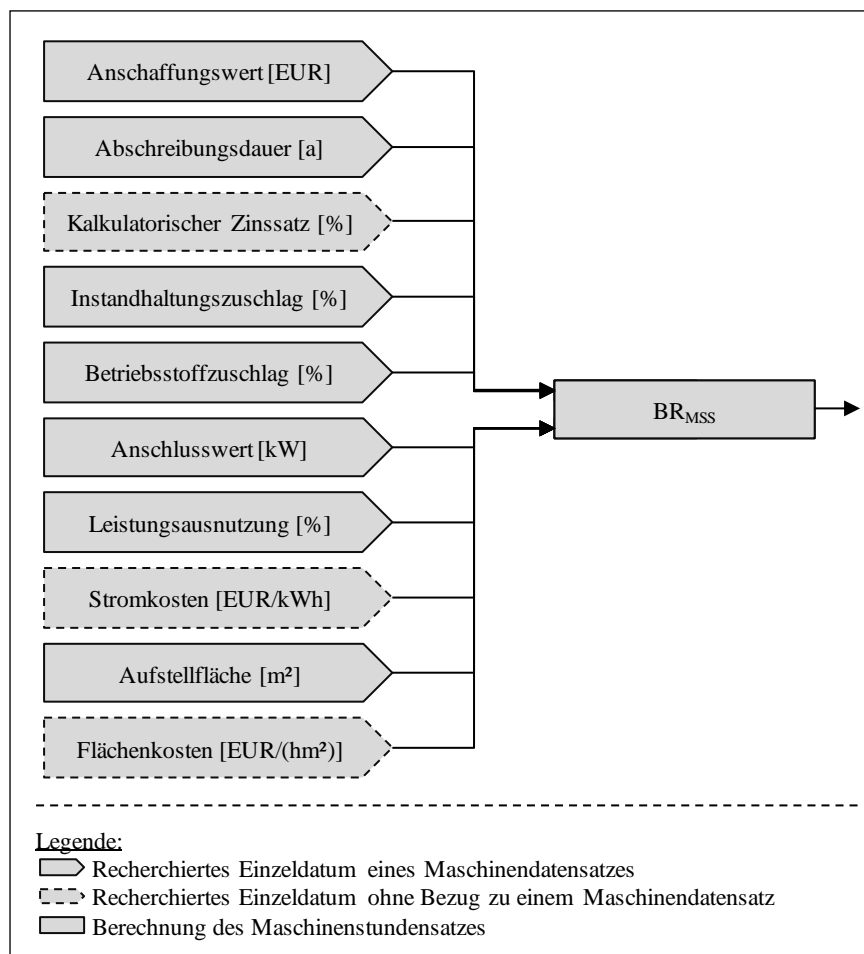 Anschaffungswert [EUR]
Abschreibungsdauer [a]
Kalkulatorischer Zinssatz [%]
Instandhaltungszuschlag [%]
Betriebsstoffzuschlag [%]
BR_MSS
Anschlusswert [kW]
Leistungsausnutzung [%]
Stromkosten [EUR/kWh]
Aufstellfläche [m²]
Flächenkosten [EUR/(hm²)]
Legende:
Recherchiertes Einzeldatum eines Maschinendatensatzes
Recherchiertes Einzeldatum ohne Bezug zu einem Maschinendatensatz
Berechnung des Maschinenstundensatzes